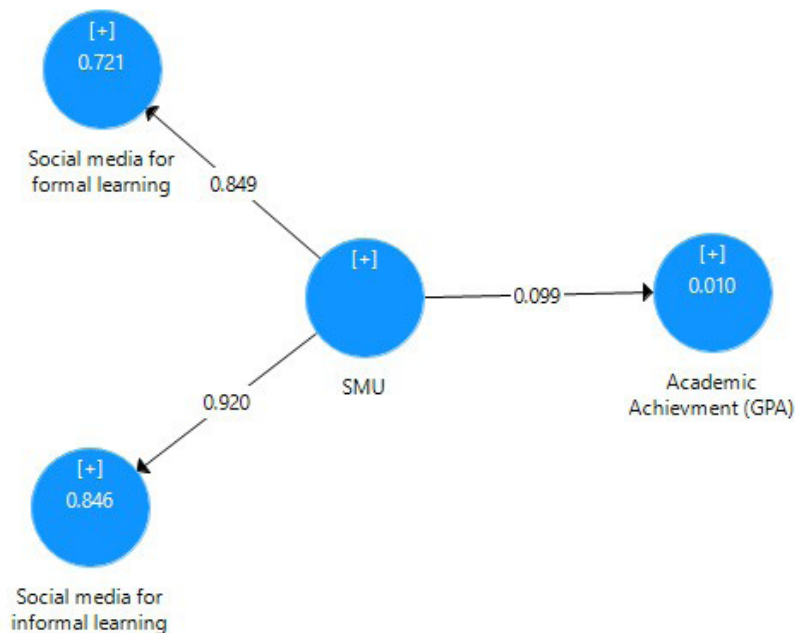 [+]
0.721
Social media for
formal learning
0.849
[+]
SMU
0.099
[+]
0.010
Academic
Achievment (GPA)
0.920
[+]
0.846
Social media for
informal learning